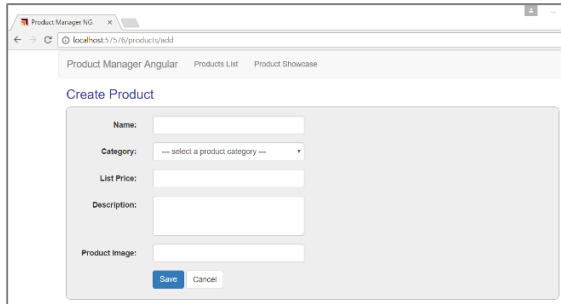 Product Manager NG
localhost:57576/products/add
Product Manager Angular Products List Product Showcase
Create Product
Name:
Category: --- select a product category ---
List Price:
Description:
Product Image:
Save Cancel